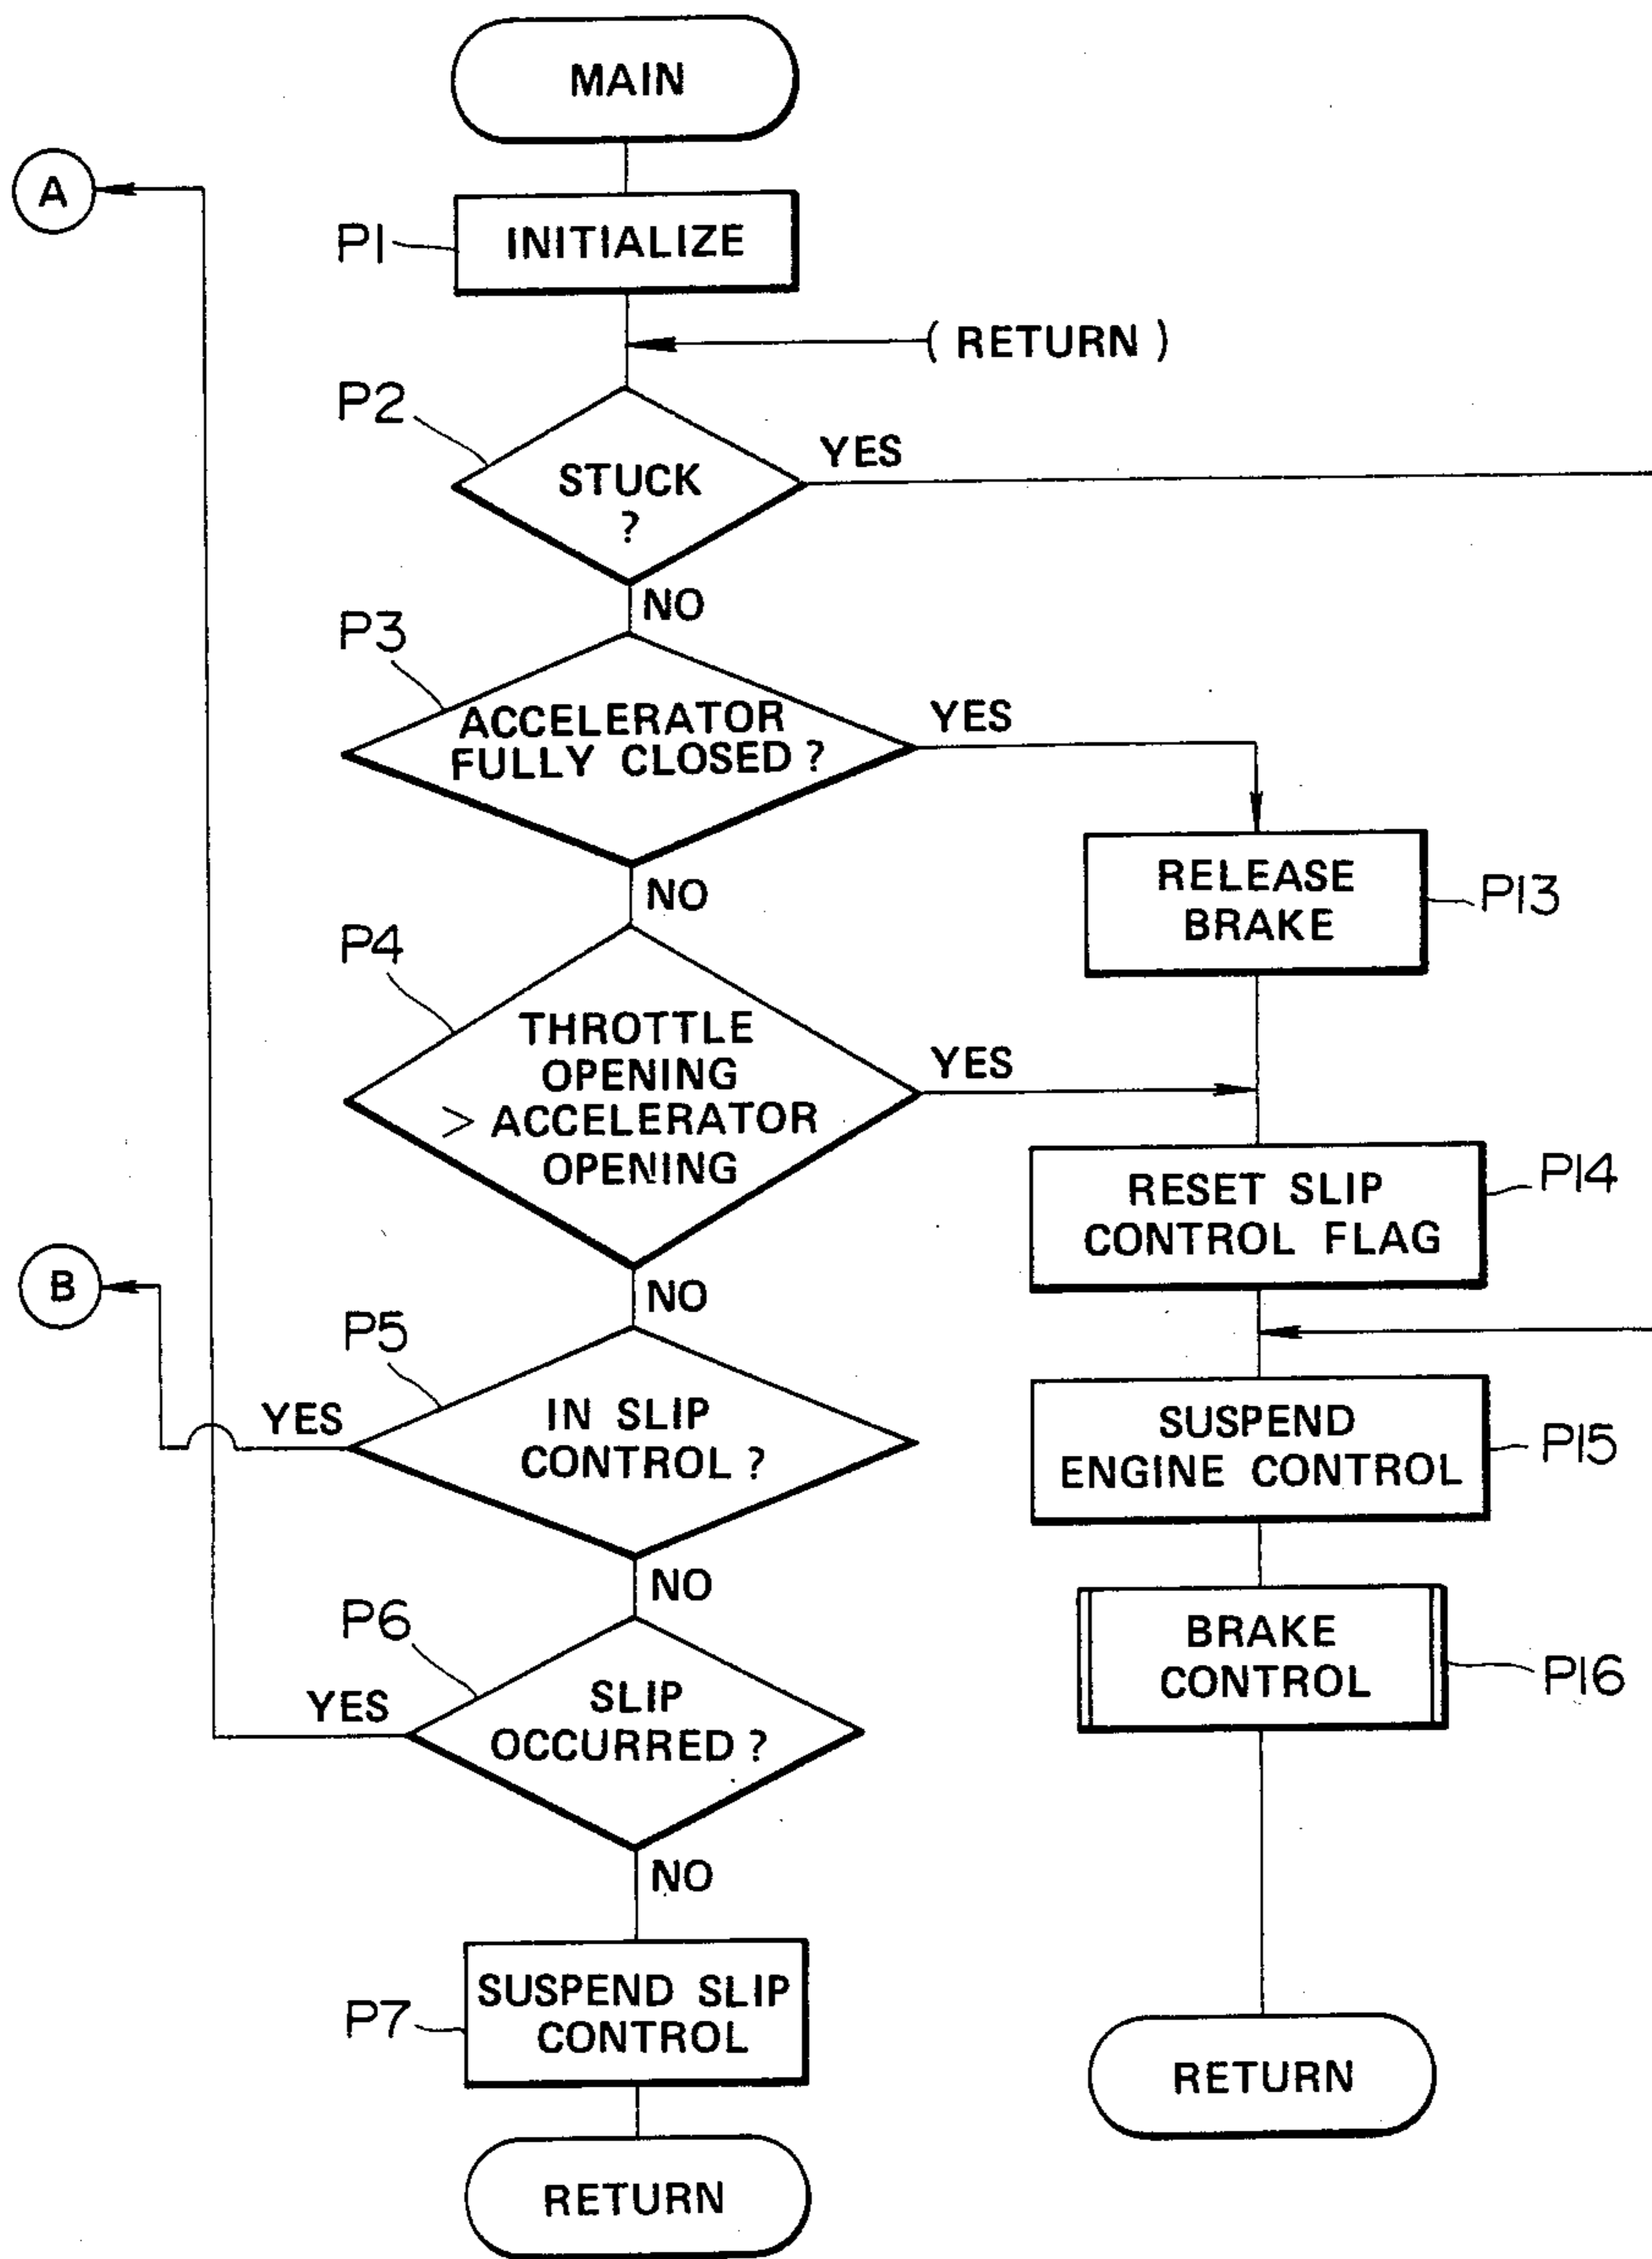 MAIN
A
P1
INITIALIZE
( RETURN )
P2
STUCK
?
YES
NO
P3
ACCELERATOR
FULLY CLOSED ?
YES
NO
RELEASE
BRAKE
P13
P4
THROTTLE
OPENING
> ACCELERATOR
OPENING
YES
NO
RESET SLIP
CONTROL FLAG
P14
B
P5
IN SLIP
CONTROL ?
YES
NO
SUSPEND
ENGINE CONTROL
P15
P6
SLIP
OCCURRED ?
YES
NO
BRAKE
CONTROL
P16
P7
SUSPEND SLIP
CONTROL
RETURN
RETURN